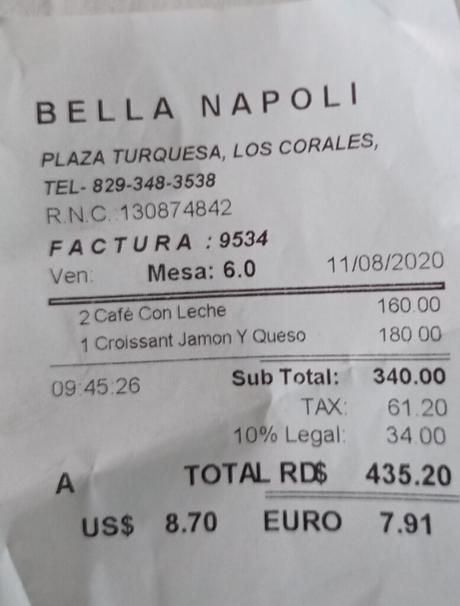 BELLA NAPOLI
PLAZA TURQUESA, LOS CORALES,
TEL- 829-348-3538
R.N.C.:130874842
FACTURA : 9534
Ven: Mesa: 6.0 11/08/2020
2 Café Con Leche 160.00
1 Croissant Jamon Y Queso 180 00
09:45:26 Sub Total: 340.00
TAX: 61.20
10% Legal: 34.00
A TOTAL RD$ 435.20
US$ 8.70 EURO 7.91